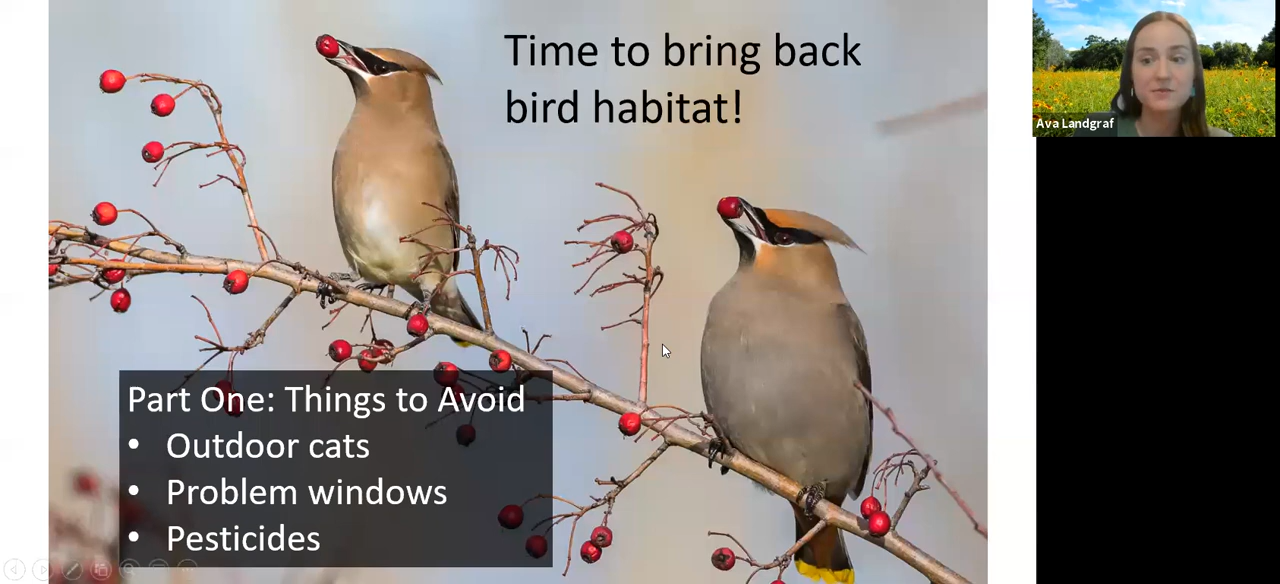 Time to bring back
bird habitat!
Ava Landgraf
Part One: Things to Avoid
• Outdoor cats
• Problem windows
• Pesticides